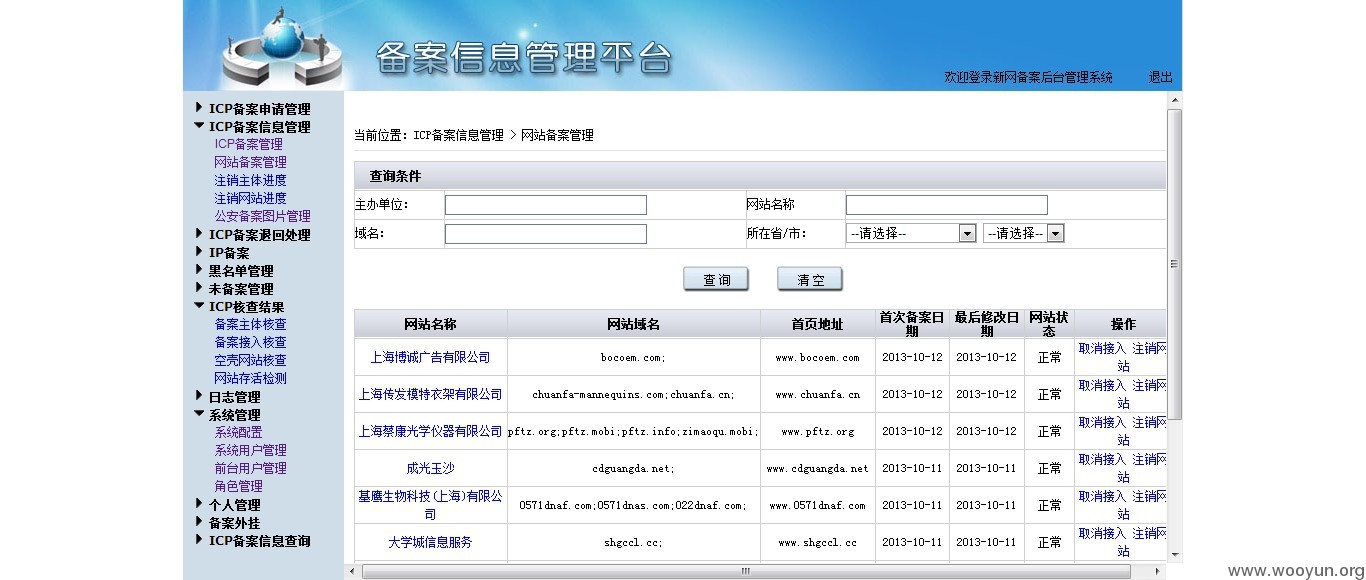 备案信息管理平台
欢迎登录新网备案后台管理系统 退出
ICP备案申请管理
ICP备案信息管理
ICP备案管理
网站备案管理
注销主体进度
注销网站进度
公安备案图片管理
ICP备案退回处理
IP备案
黑名单管理
未备案管理
ICP核查结果
备案主体核查
备案接入核查
空壳网站核查
网站存活检测
日志管理
系统管理
系统配置
系统用户管理
前台用户管理
角色管理
个人管理
备案外挂
ICP备案信息查询
当前位置: ICP备案信息管理 > 网站备案管理
查询条件
主办单位: 网站名称
域名: 所在省/市: --请选择-- --请选择--
查询 清空
网站名称 网站域名 首页地址 首次备案日期 最后修改日期 网站状态 操作
上海博诚广告有限公司 bocoem.com; www.bocoem.com 2013-10-12 2013-10-12 正常 取消接入 注销网站
上海传发模特衣架有限公司 chuanfa-mannequins.com;chuanfa.cn; www.chuanfa.cn 2013-10-12 2013-10-12 正常 取消接入 注销网站
上海禁康光学仪器有限公司 pftz.org;pftz.mobi;pftz.info;zimaoqu.mobi; www.pftz.org 2013-10-12 2013-10-12 正常 取消接入 注销网站
成光玉沙 cdguangda.net; www.cdguangda.net 2013-10-11 2013-10-11 正常 取消接入 注销网站
基鹰生物科技(上海)有限公司 0571dnaf.com;0571dnas.com;022dnaf.com; www.0571dnaf.com 2013-10-11 2013-10-11 正常 取消接入 注销网站
大学城信息服务 shgccl.cc; www.shgccl.cc 2013-10-11 2013-10-11 正常 取消接入 注销网站
www.wooyun.org